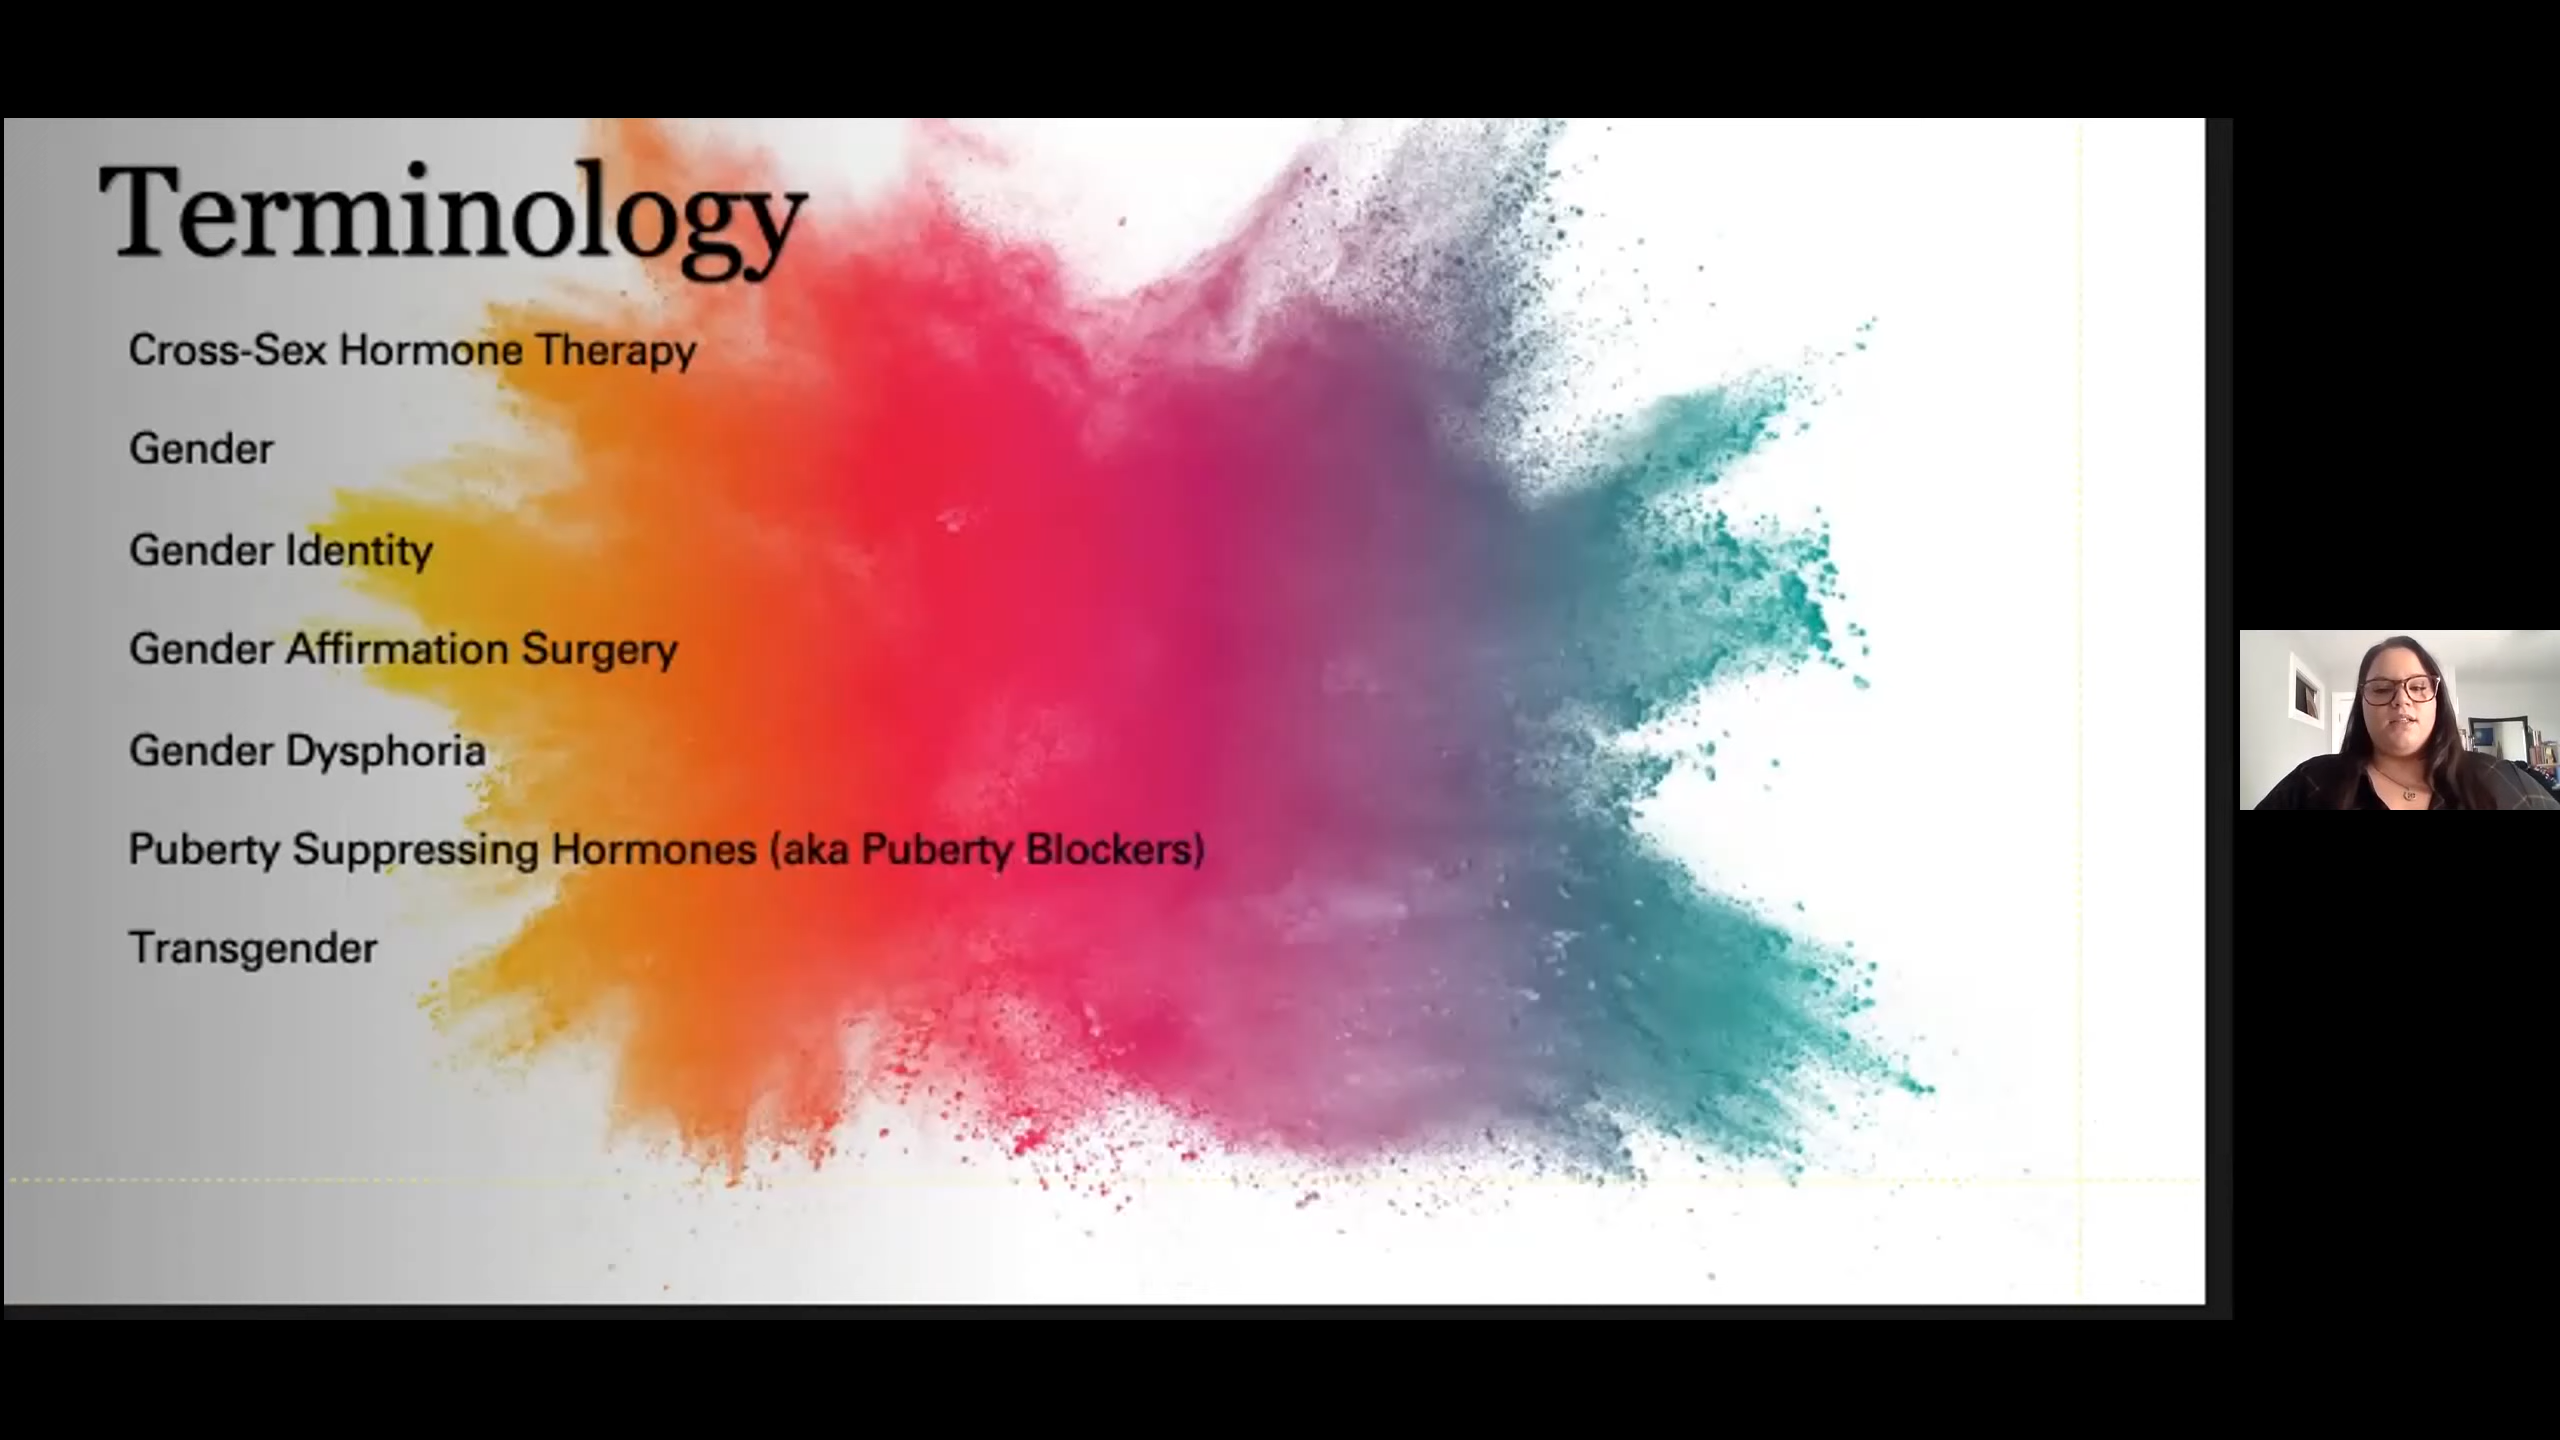 Terminology
Cross-Sex Hormone Therapy
Gender
Gender Identity
Gender Affirmation Surgery
Gender Dysphoria
Puberty Suppressing Hormones (aka Puberty Blockers)
Transgender